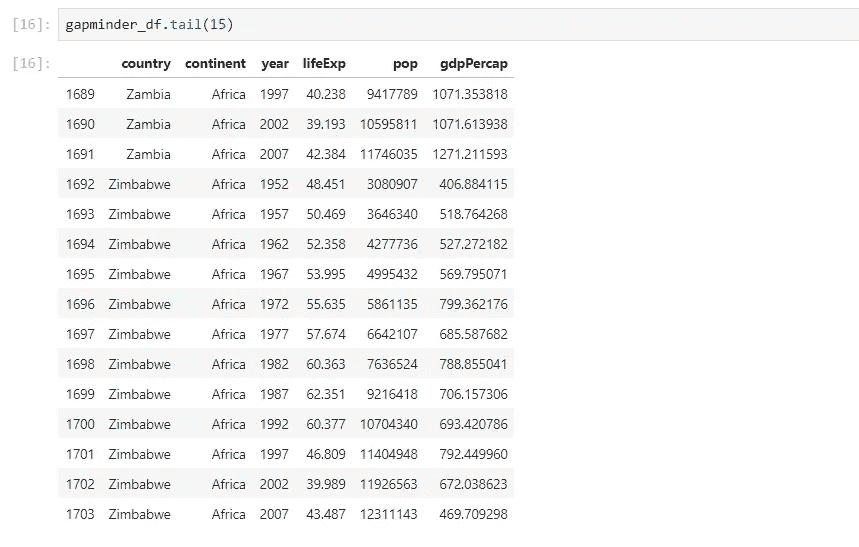 [16]: gapminder_df.tail(15)
[16]: country continent year lifeExp pop gdpPercap
1689 Zambia Africa 1997 40.238 9417789 1071.353818
1690 Zambia Africa 2002 39.193 10595811 1071.613938
1691 Zambia Africa 2007 42.384 11746035 1271.211593
1692 Zimbabwe Africa 1952 48.451 3080907 406.884115
1693 Zimbabwe Africa 1957 50.469 3646340 518.764268
1694 Zimbabwe Africa 1962 52.358 4277736 527.272182
1695 Zimbabwe Africa 1967 53.995 4995432 569.795071
1696 Zimbabwe Africa 1972 55.635 5861135 799.362176
1697 Zimbabwe Africa 1977 57.674 6642107 685.587682
1698 Zimbabwe Africa 1982 60.363 7636524 788.855041
1699 Zimbabwe Africa 1987 62.351 9216418 706.157306
1700 Zimbabwe Africa 1992 60.377 10704340 693.420786
1701 Zimbabwe Africa 1997 46.809 11404948 792.449960
1702 Zimbabwe Africa 2002 39.989 11926563 672.038623
1703 Zimbabwe Africa 2007 43.487 12311143 469.709298